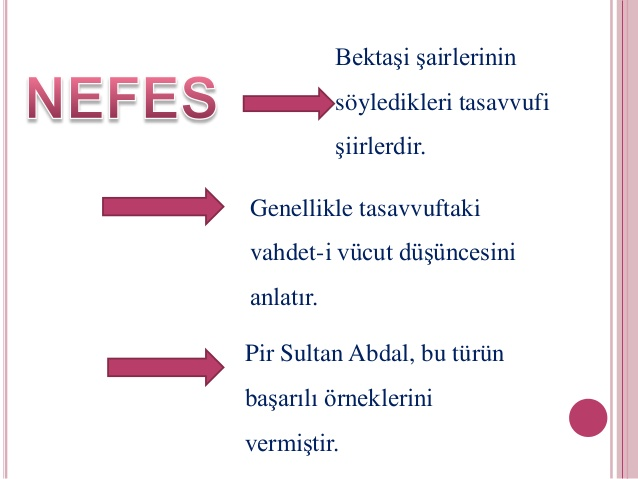 NEFES
Bektaşi şairlerinin
söyledikleri tasavvufi
şiirlerdir.
Genellikle tasavvuftaki
vahdet-i vücut düşüncesini
anlatır.
Pir Sultan Abdal, bu türün
başarılı örneklerini
vermiştir.